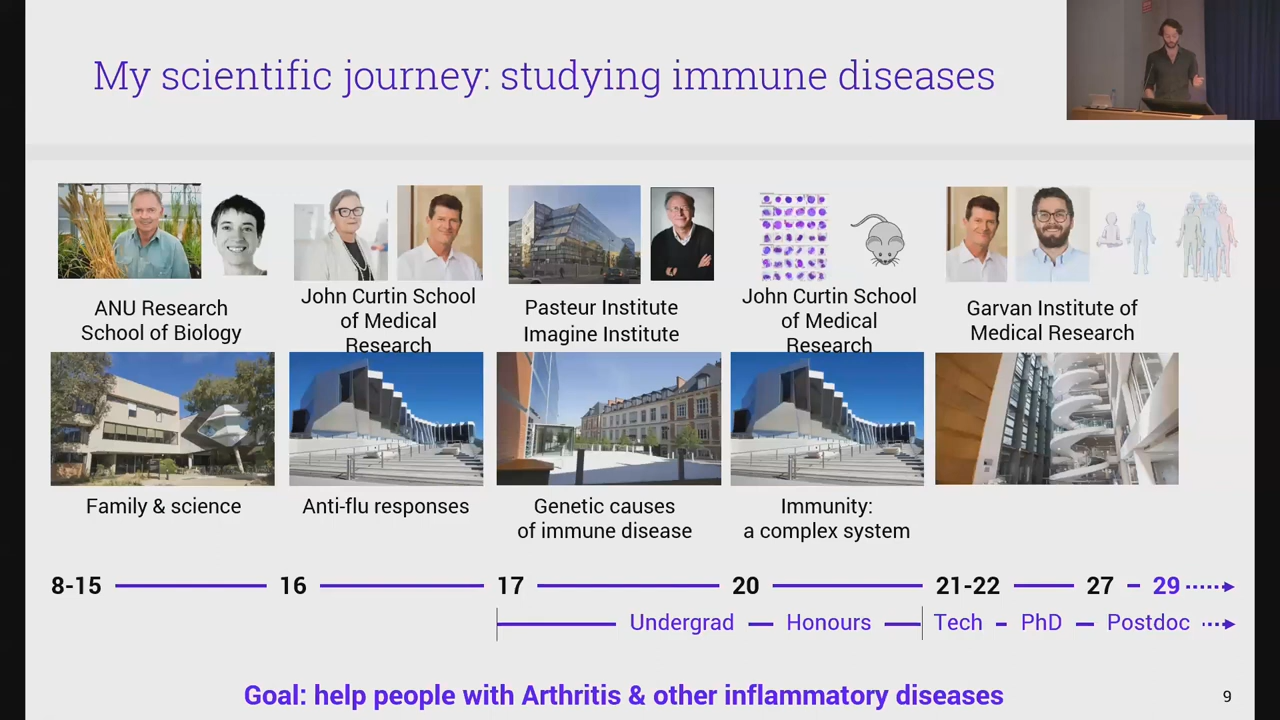 My scientific journey: studying immune diseases
ANU Research
School of Biology
John Curtin School
of Medical
Research
Pasteur Institute
Imagine Institute
John Curtin School
of Medical
Research
Garvan Institute of
Medical Research
Family & science
Anti-flu responses
Genetic causes
of immune disease
Immunity:
a complex system
8-15
16
17
20
21-22
27
29
Undergrad
Honours
Tech
PhD
Postdoc
Goal: help people with Arthritis & other inflammatory diseases
9